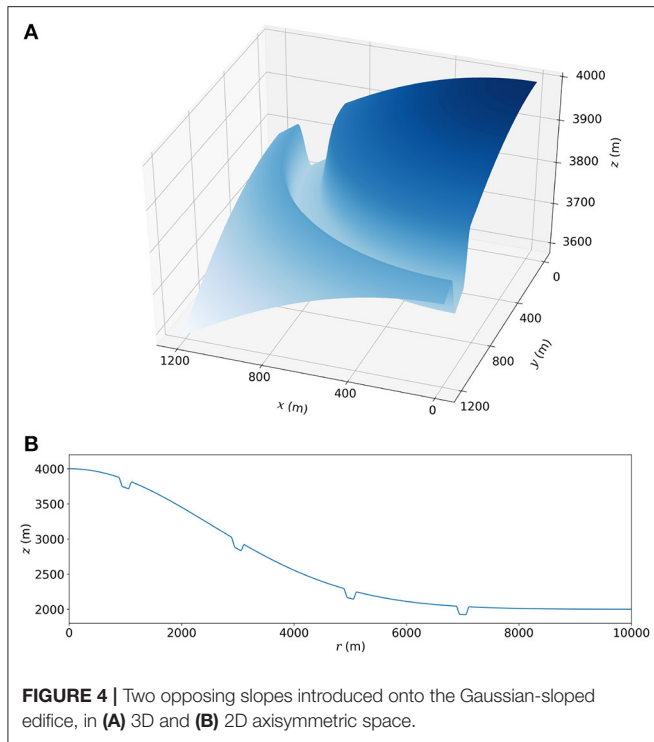 A
4000
3900
3800
3700
3600
z (m)
0
400
800
1200
y (m)
1200
800
400
0
x (m)
B
4000
3500
3000
2500
2000
z (m)
0
2000
4000
6000
8000
10000
r (m)
FIGURE 4 | Two opposing slopes introduced onto the Gaussian-sloped
edifice, in (A) 3D and (B) 2D axisymmetric space.